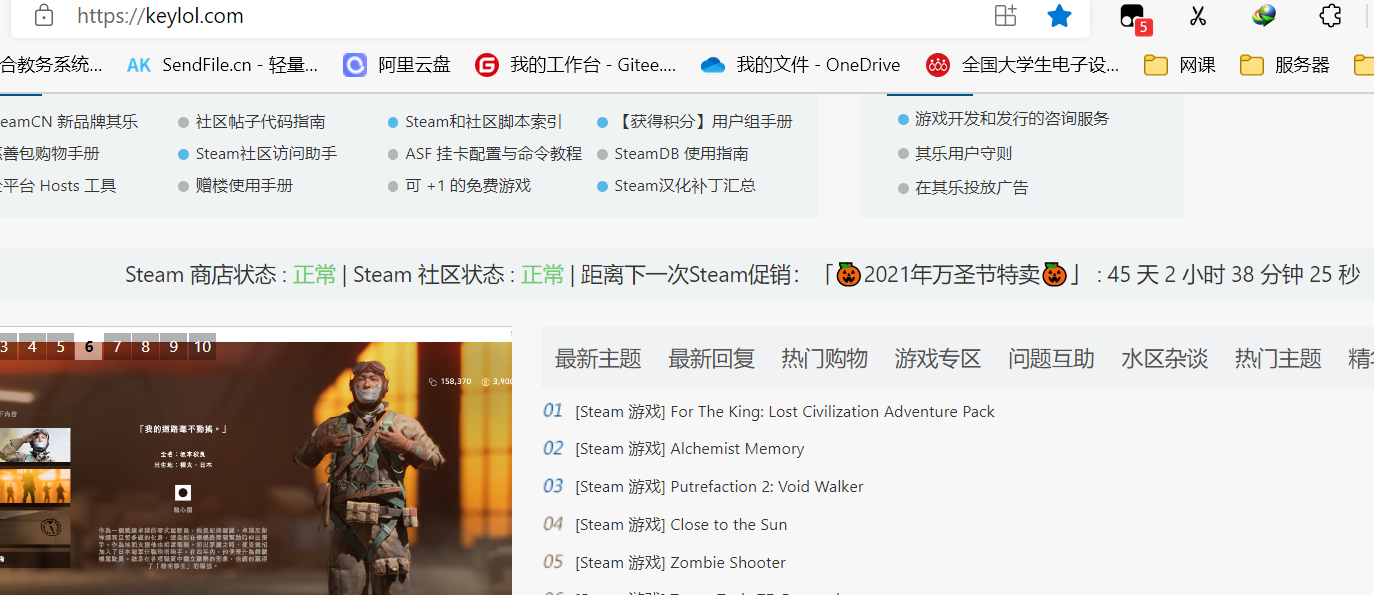 https://keylol.com
5
合教务系统... AK SendFile.cn - 轻量... 阿里云盘 G 我的工作台 - Gitee.... 我的文件 - OneDrive 全国大学生电子设... 网课 服务器
eamCN 新品牌其乐 社区帖子代码指南 Steam和社区脚本索引 【获得积分】用户组手册 游戏开发和发行的咨询服务
善包购物手册 Steam社区访问助手 ASF 挂卡配置与命令教程 SteamDB 使用指南 其乐用户守则
平台 Hosts 工具 赠楼使用手册 可 +1 的免费游戏 Steam汉化补丁汇总 在其乐投放广告
Steam 商店状态 : 正常 | Steam 社区状态 : 正常 | 距离下一次Steam促销：「🎃2021年万圣节特卖🎃」 : 45 天 2 小时 38 分钟 25 秒
3 4 5 6 7 8 9 10
最新主题 最新回复 热门购物 游戏专区 问题互助 水区杂谈 热门主题
158,370 3,900
「我的道路毫不動搖。」
出生地：樺太，日本
01 [Steam 游戏] For The King: Lost Civilization Adventure Pack
02 [Steam 游戏] Alchemist Memory
03 [Steam 游戏] Putrefaction 2: Void Walker
04 [Steam 游戏] Close to the Sun
05 [Steam 游戏] Zombie Shooter